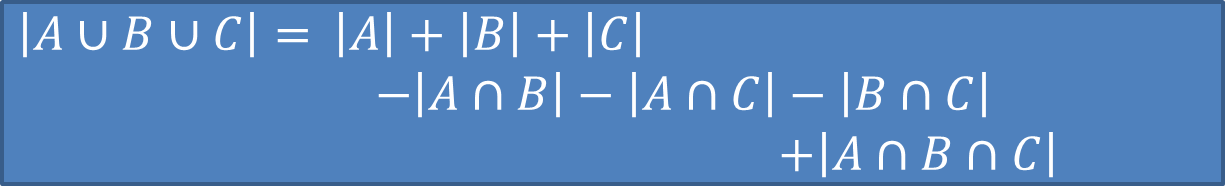 |A ∪ B ∪ C| = |A| + |B| + |C|
−|A ∩ B| − |A ∩ C| − |B ∩ C|
+|A ∩ B ∩ C|